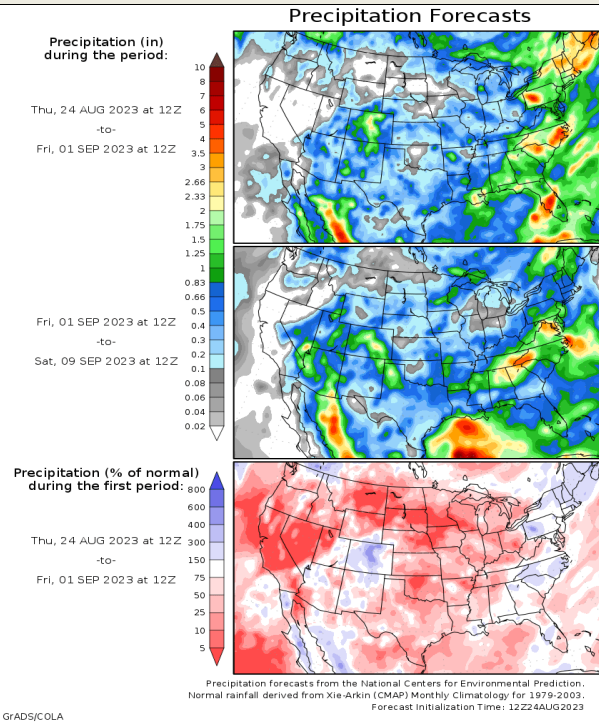 Precipitation Forecasts
Precipitation (in)
during the period:
Thu, 24 AUG 2023 at 12Z
-to-
Fri, 01 SEP 2023 at 12Z
10
8
7
6
5
4
3.5
3
2.66
2.33
2
1.75
1.5
1.25
1
0.83
0.66
0.5
0.4
0.3
0.2
0.1
0.08
0.06
0.04
0.02
Fri, 01 SEP 2023 at 12Z
-to-
Sat, 09 SEP 2023 at 12Z
Precipitation (% of normal)
during the first period:
Thu, 24 AUG 2023 at 12Z
-to-
Fri, 01 SEP 2023 at 12Z
800
600
400
300
150
75
50
25
10
5
Precipitation forecasts from the National Centers for Environmental Prediction.
Normal rainfall derived from Xie-Arkin (CMAP) Monthly Climatology for 1979-2003.
Forecast Initialization Time: 12Z24AUG2023
GrADS/COLA